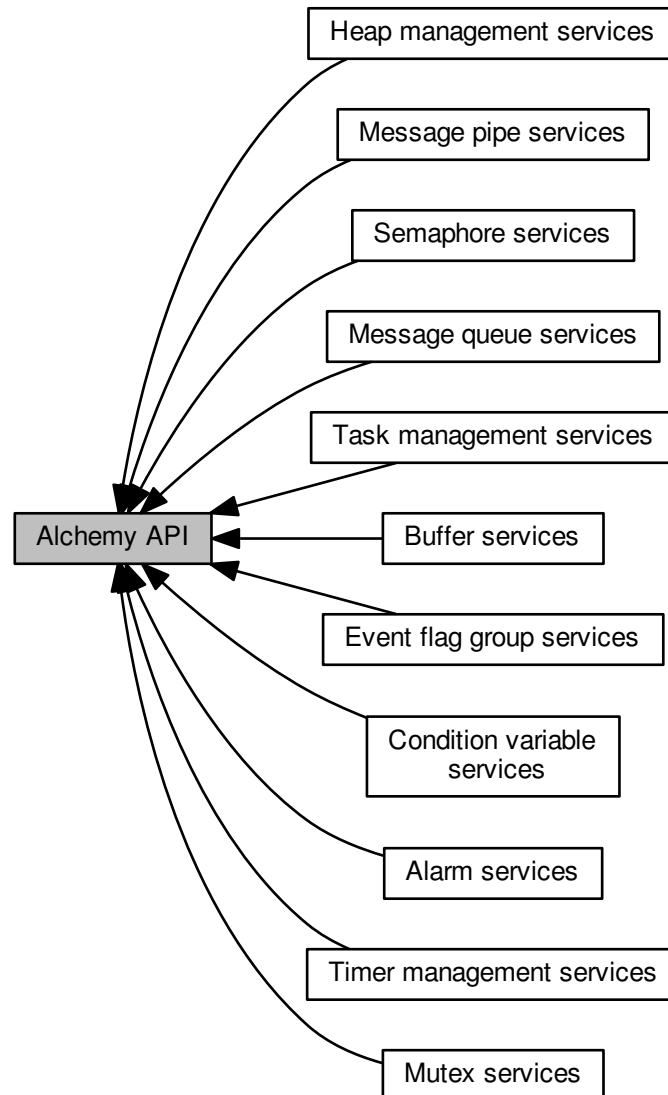 Heap management services
Message pipe services
Semaphore services
Message queue services
Task management services
Alchemy API
Buffer services
Event flag group services
Condition variable
services
Alarm services
Timer management services
Mutex services